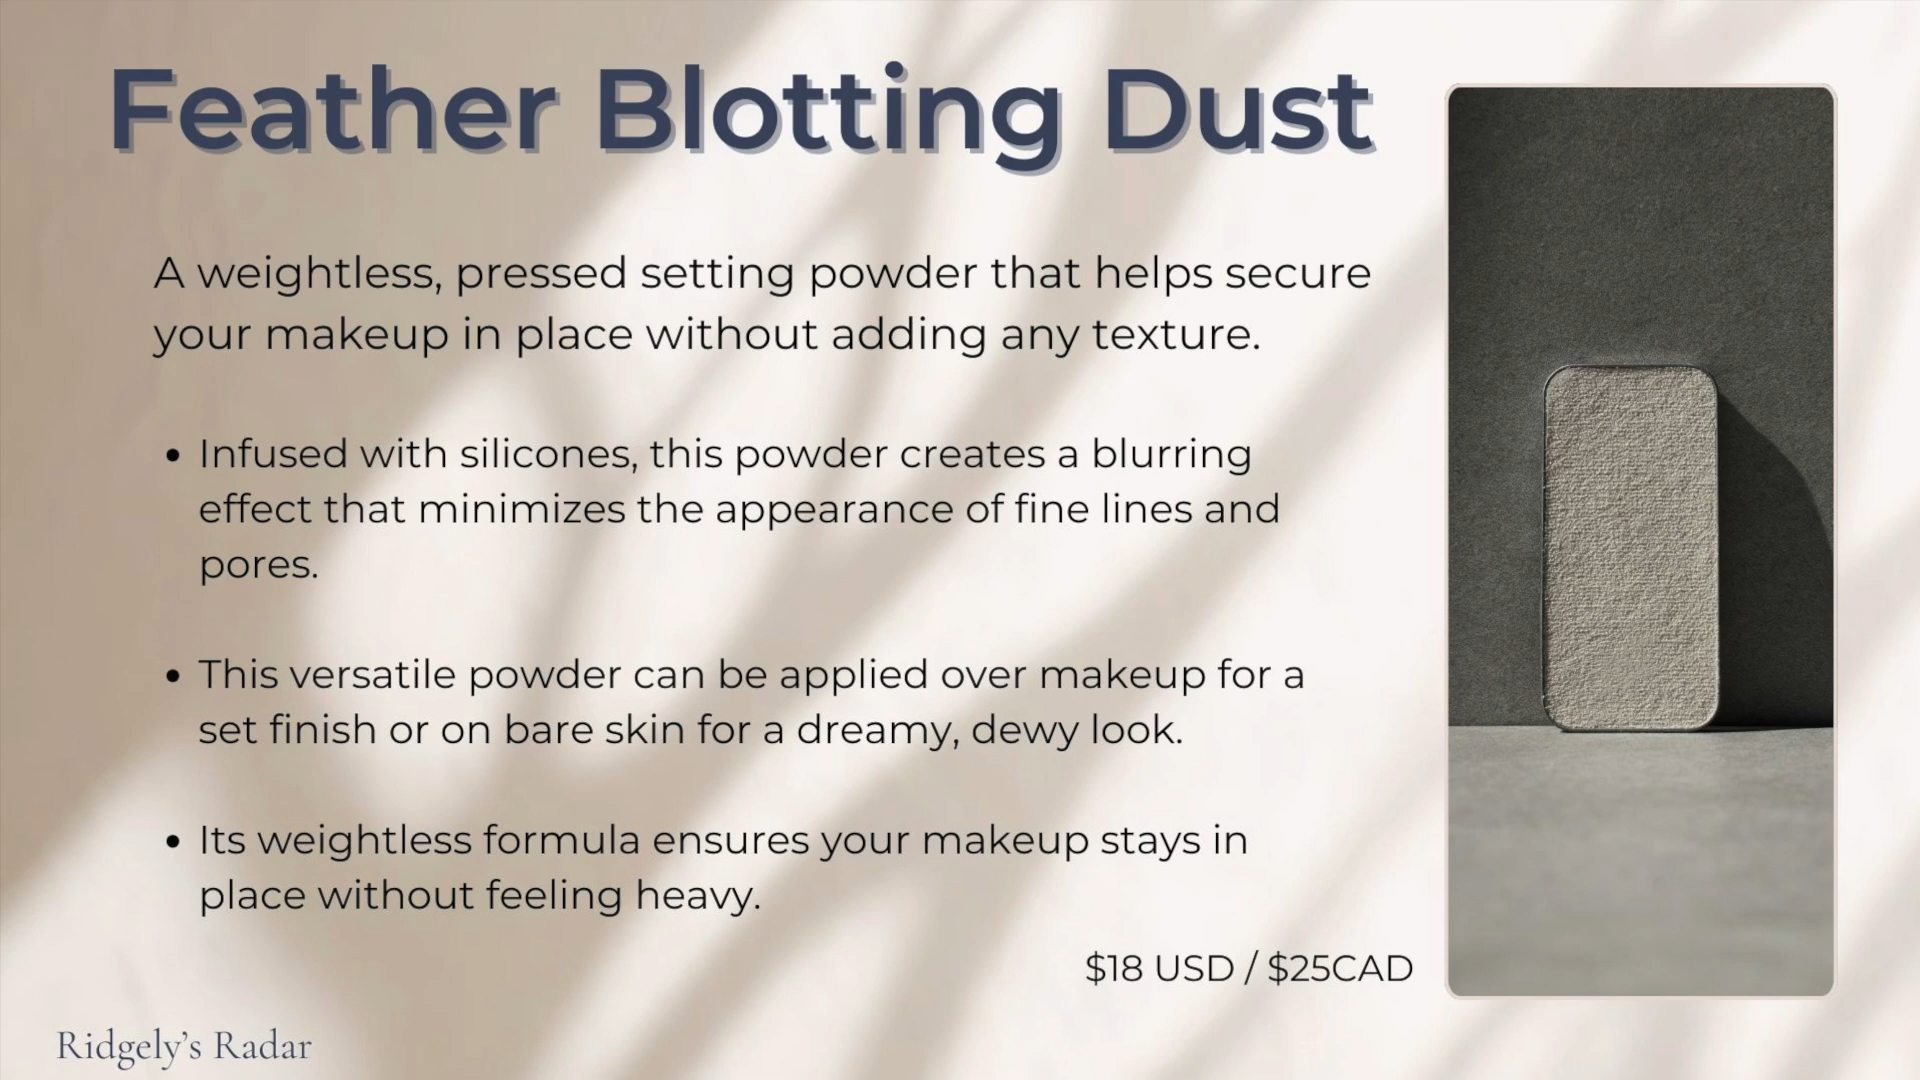 Feather Blotting Dust
A weightless, pressed setting powder that helps secure
your makeup in place without adding any texture.
• Infused with silicones, this powder creates a blurring
effect that minimizes the appearance of fine lines and
pores.
• This versatile powder can be applied over makeup for a
set finish or on bare skin for a dreamy, dewy look.
• Its weightless formula ensures your makeup stays in
place without feeling heavy.
$18 USD / $25CAD
Ridgely’s Radar